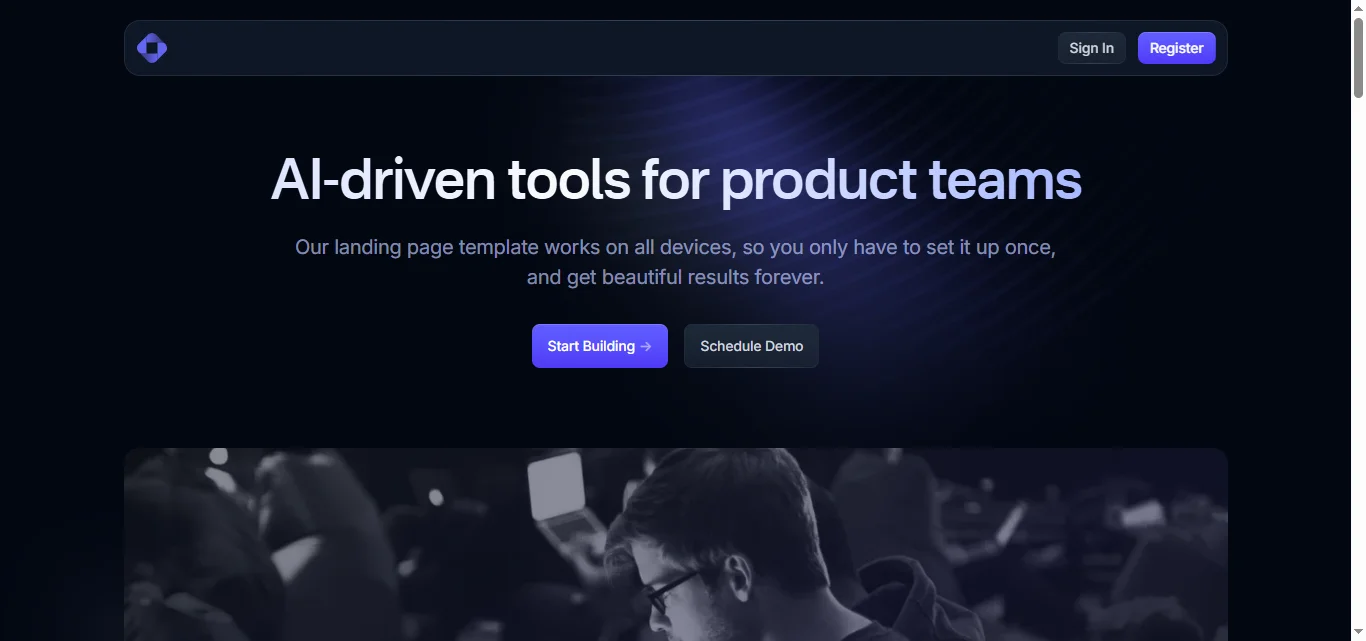 Sign In
Register
AI-driven tools for product teams
Our landing page template works on all devices, so you only have to set it up once,
and get beautiful results forever.
Start Building →
Schedule Demo